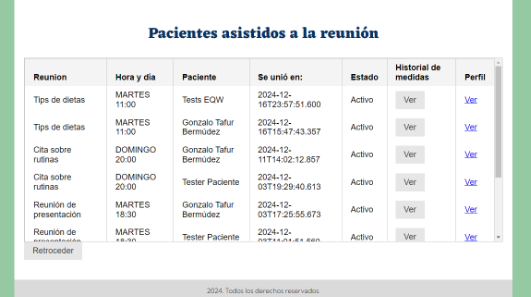 Pacientes asistidos a la reunión
Reunion Hora y día Paciente Se unió en: Estado Historial de medidas Perfil
Tips de dietas MARTES 11:00 Tests EQW 2024-12-16T23:57:51.600 Activo Ver Ver
Tips de dietas MARTES 11:00 Gonzalo Tafur Bermúdez 2024-12-16T15:47:43.357 Activo Ver Ver
Cita sobre rutinas DOMINGO 20:00 Gonzalo Tafur Bermúdez 2024-12-11T14:02:12.857 Activo Ver Ver
Cita sobre rutinas DOMINGO 20:00 Tester Paciente 2024-12-03T19:29:40.613 Activo Ver Ver
Reunión de presentación MARTES 18:30 Gonzalo Tafur Bermúdez 2024-12-03T17:25:55.673 Activo Ver Ver
Reunión de presentación MARTES 18:30 Tester Paciente 2024-12- Activo Ver Ver
Retroceder
2024. Todos los derechos reservados